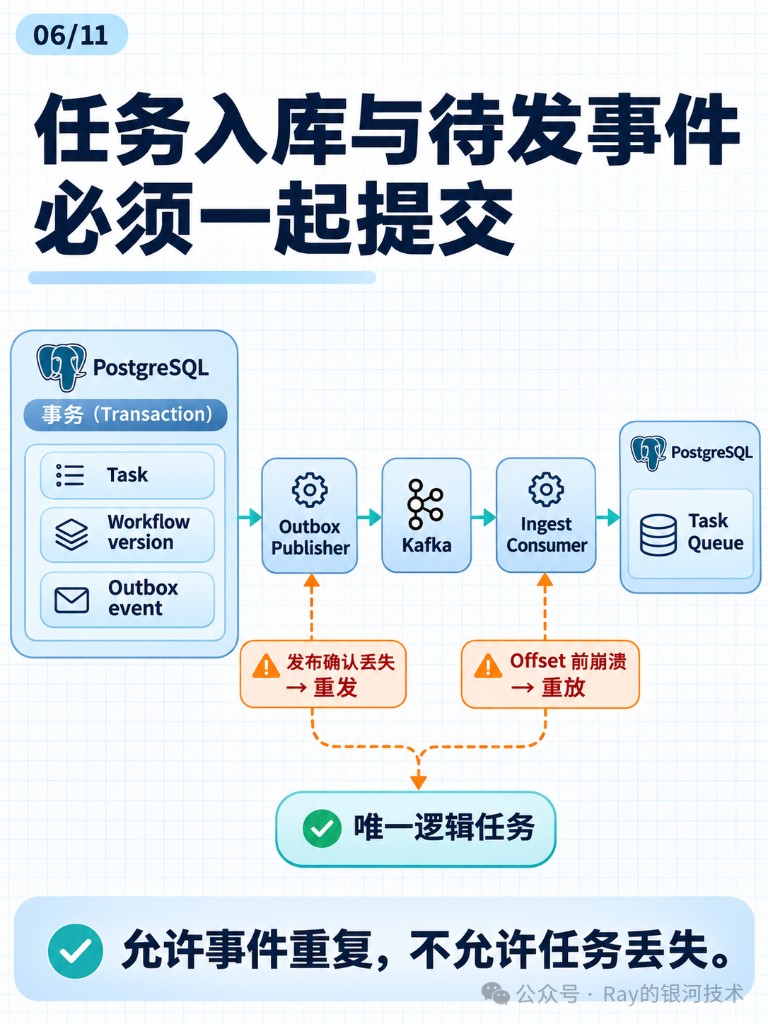 06/11
任务入库与待发事件
必须一起提交
PostgreSQL
事务（Transaction）
Task
Workflow
version
Outbox
event
Outbox
Publisher
Kafka
Ingest
Consumer
PostgreSQL
Task
Queue
发布确认丢失
→ 重发
Offset 前崩溃
→ 重放
唯一逻辑任务
允许事件重复，不允许任务丢失。
公众号 · Ray的银河技术